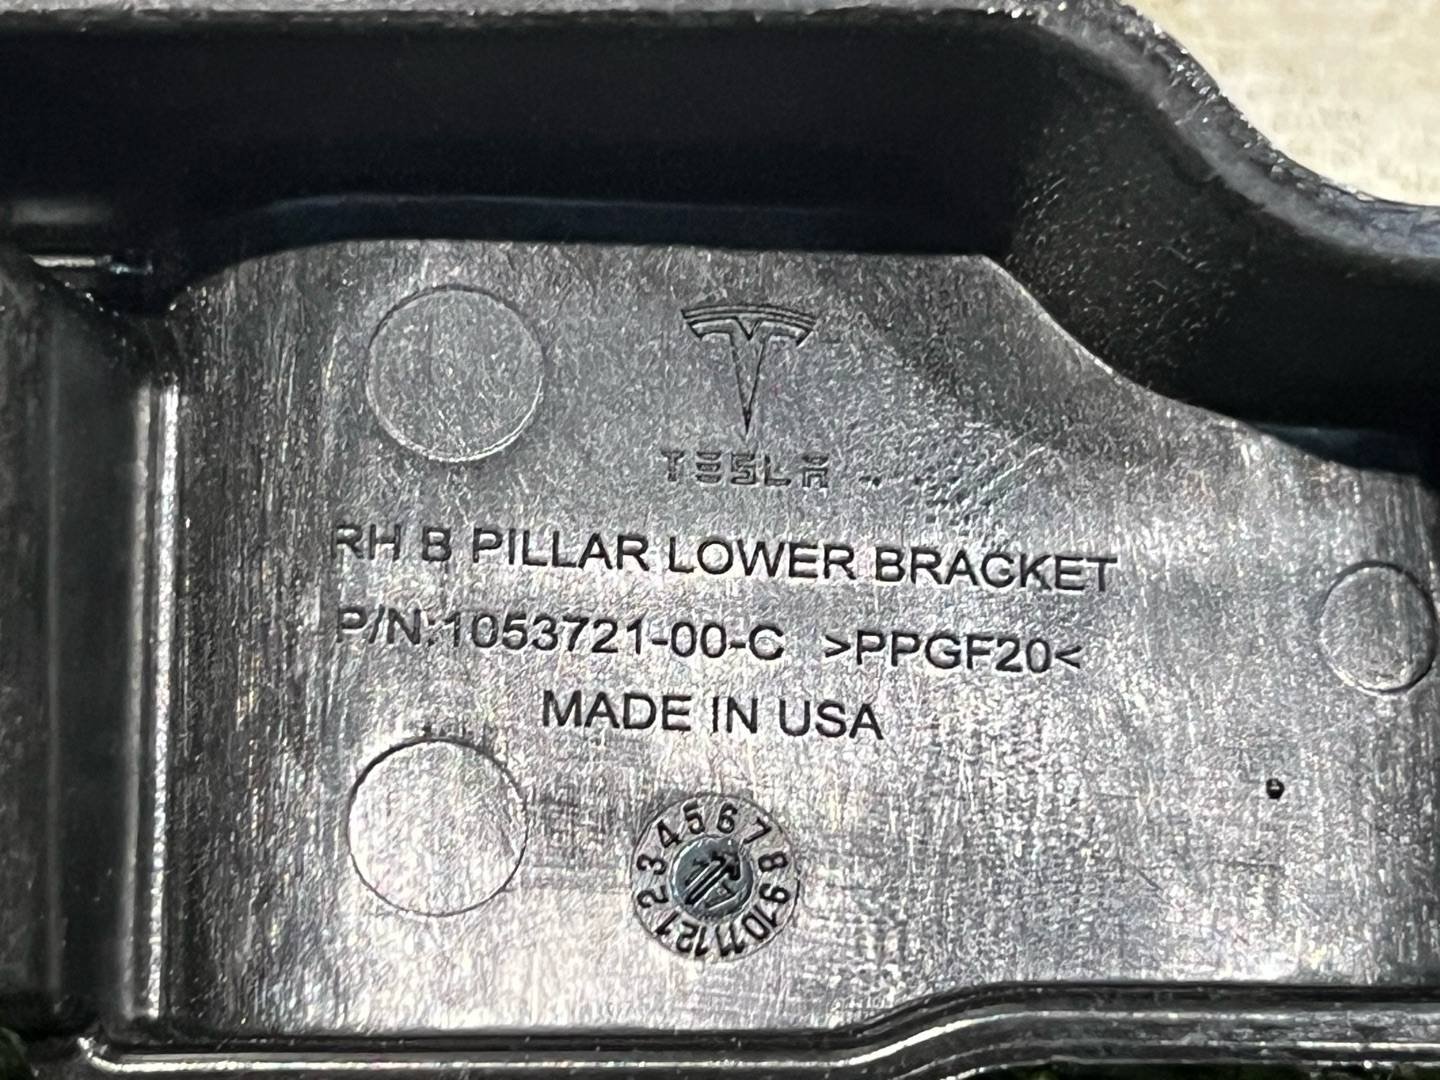 TESLA
RH B PILLAR LOWER BRACKET
P/N:1053721-00-C >PPGF20<
MADE IN USA
1 2 3 4 5 6 7 8 9 10 11 12